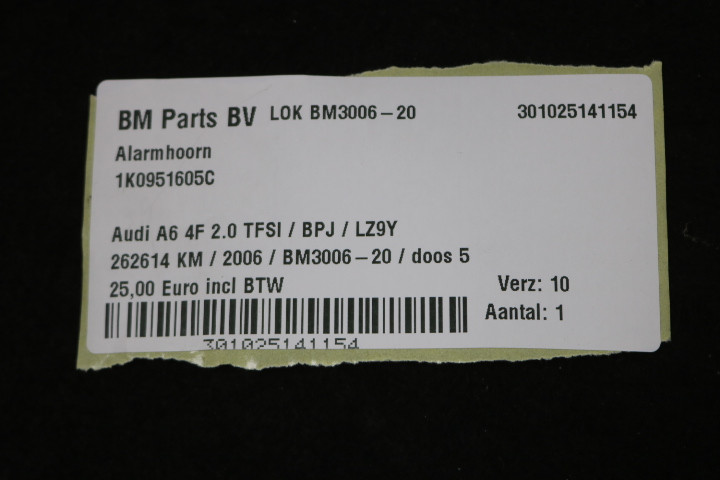 BM Parts BV LOK BM3006-20 301025141154
Alarmhoorn
1K0951605C
Audi A6 4F 2.0 TFSI / BPJ / LZ9Y
262614 KM / 2006 / BM3006-20 / doos 5
25,00 Euro incl BTW Verz: 10
Aantal: 1
301025141154